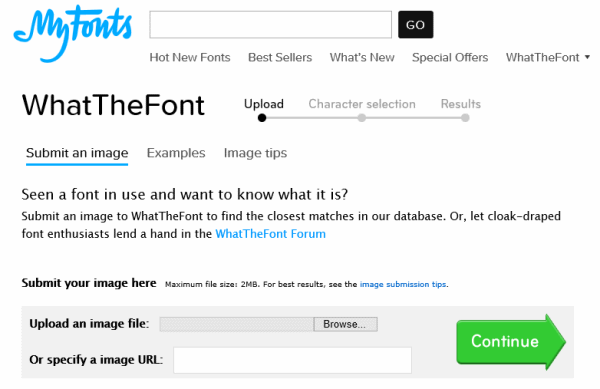 MyFonts
GO
Hot New Fonts Best Sellers What's New Special Offers WhatTheFont
WhatTheFont
Upload Character selection Results
Submit an image Examples Image tips
Seen a font in use and want to know what it is?
Submit an image to WhatTheFont to find the closest matches in our database. Or, let cloak-draped
font enthusiasts lend a hand in the WhatTheFont Forum
Submit your image here Maximum file size: 2MB. For best results, see the image submission tips.
Upload an image file: Browse...
Continue
Or specify a image URL: